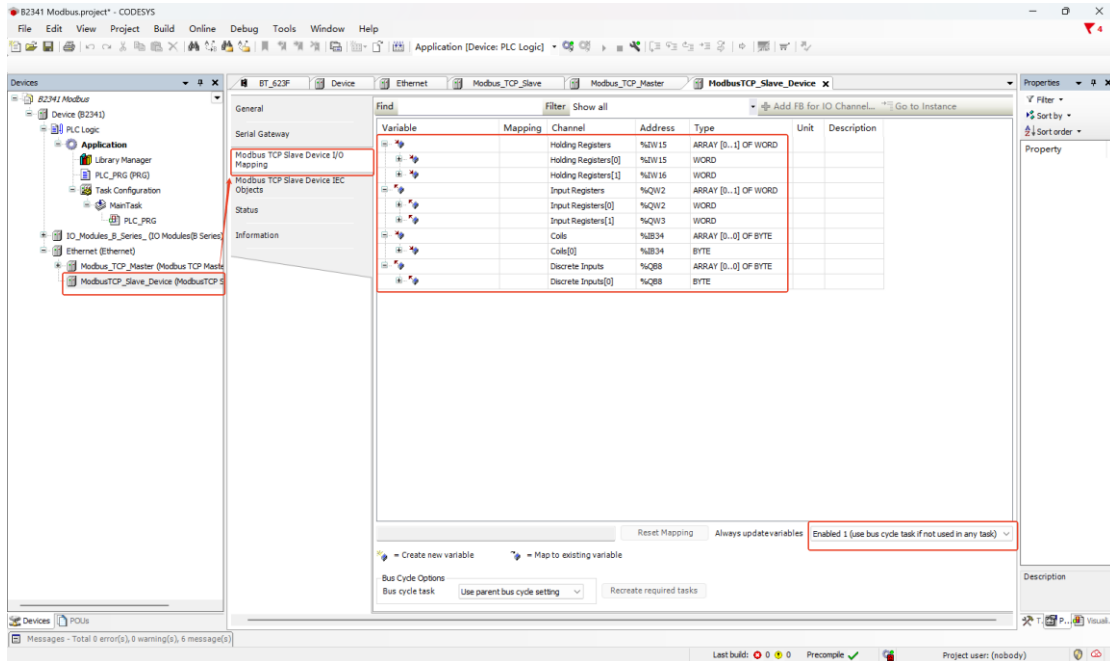 B2341 Modbus.project* - CODESYS
File Edit View Project Build Online Debug Tools Window Help
4
Application [Device: PLC Logic]
Devices
BT_623F Device Ethernet Modbus_TCP_Slave Modbus_TCP_Master ModbusTCP_Slave_Device x
Properties
B2341 Modbus
Device (B2341)
PLC Logic
Application
Library Manager
PLC_PRG (PRG)
Task Configuration
MainTask
PLC_PRG
IO_Modules_B_Series_ (IO Modules(B Series)
Ethernet (Ethernet)
Modbus_TCP_Master (Modbus TCP Maste
ModbusTCP_Slave_Device (ModbusTCP S
General
Serial Gateway
Modbus TCP Slave Device I/O
Mapping
Modbus TCP Slave Device IEC
Objects
Status
Information
Find Filter Show all Add FB for IO Channel... Go to Instance
Variable Mapping Channel Address Type Unit Description
Holding Registers %IW15 ARRAY [0...1] OF WORD
Holding Registers[0] %IW15 WORD
Holding Registers[1] %IW16 WORD
Input Registers %QW2 ARRAY [0...1] OF WORD
Input Registers[0] %QW2 WORD
Input Registers[1] %QW3 WORD
Coils %IB34 ARRAY [0...0] OF BYTE
Coils[0] %IB34 BYTE
Discrete Inputs %QB8 ARRAY [0...0] OF BYTE
Discrete Inputs[0] %QB8 BYTE
Reset Mapping Always updatevariables Enabled 1 (use bus cycle task if not used in any task)
= Create new variable = Map to existing variable
Bus Cycle Options
Bus cycle task Use parent bus cycle setting Recreate required tasks
Filter
Sort by
Sort order
Property
Description
Devices POUs
T... P... Visuali...
Messages - Total 0 error(s), 0 warning(s), 6 message(s)
Last build: 0 0 Precompile Project user: (nobody)